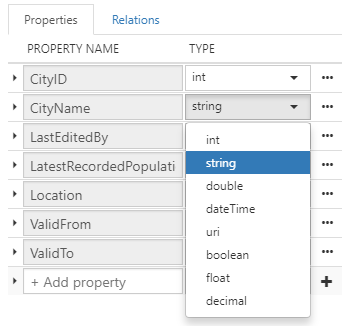 Properties Relations
PROPERTY NAME TYPE
CityID int
CityName string
LastEditedBy int
LatestRecordedPopulati string
Location double
dateTime
ValidFrom uri
ValidTo boolean
+ Add property float
decimal